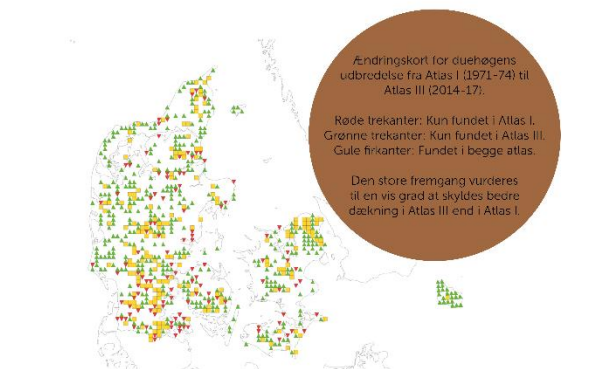 Ændringskort for duehøgens
udbredelse fra Atlas I (1971-74) til
Atlas III (2014-17).
Røde trekanter: Kun fundet i Atlas I.
Grønne trekanter: Kun fundet i Atlas III.
Gule firkanter: Fundet i begge atlas.
Den store fremgang vurderes
til en vis grad at skyldes bedre
dækning i Atlas III end i Atlas I.